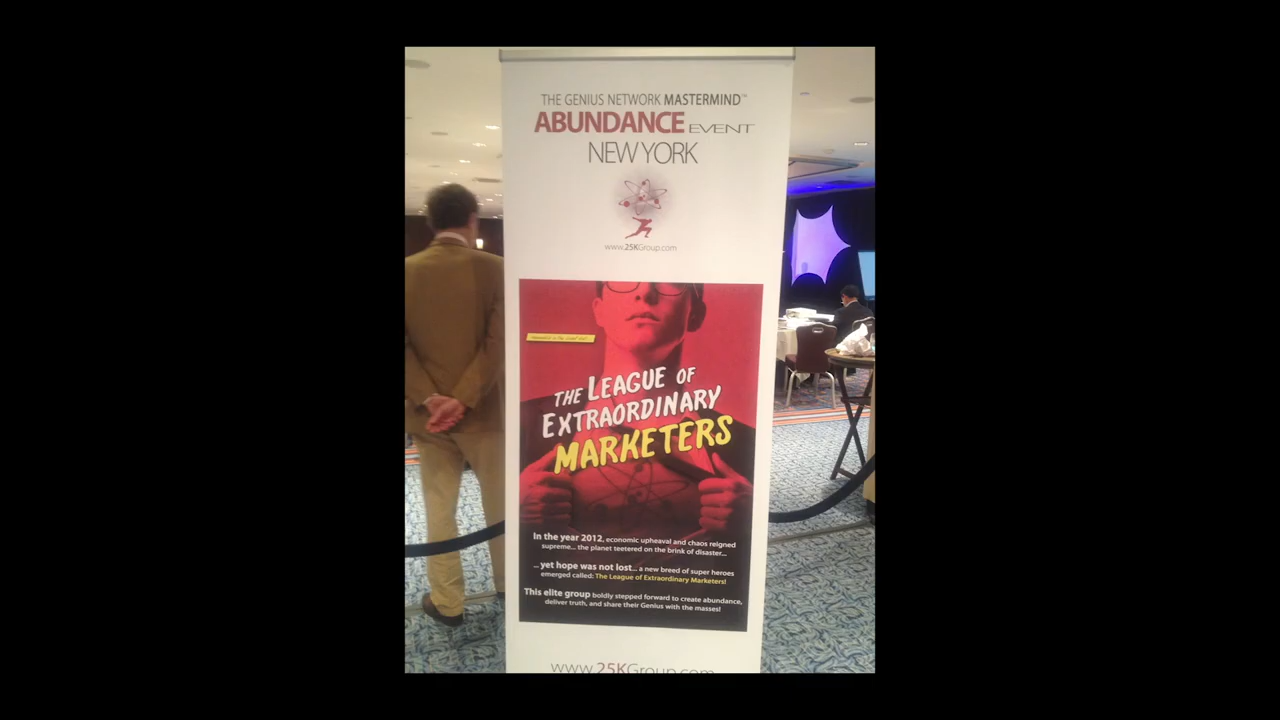 THE GENIUS NETWORK MASTERMIND™
ABUNDANCE EVENT
NEW YORK
www.25KGroup.com
THE LEAGUE OF
EXTRAORDINARY
MARKETERS
In the year 2012, economic upheaval and chaos reigned
supreme... the planet teetered on the brink of disaster...
... yet hope was not lost... a new breed of super heroes
emerged called: The League of Extraordinary Marketers!
This elite group boldly stepped forward to create abundance,
deliver truth, and share their Genius with the masses!
www.25KGroup.com